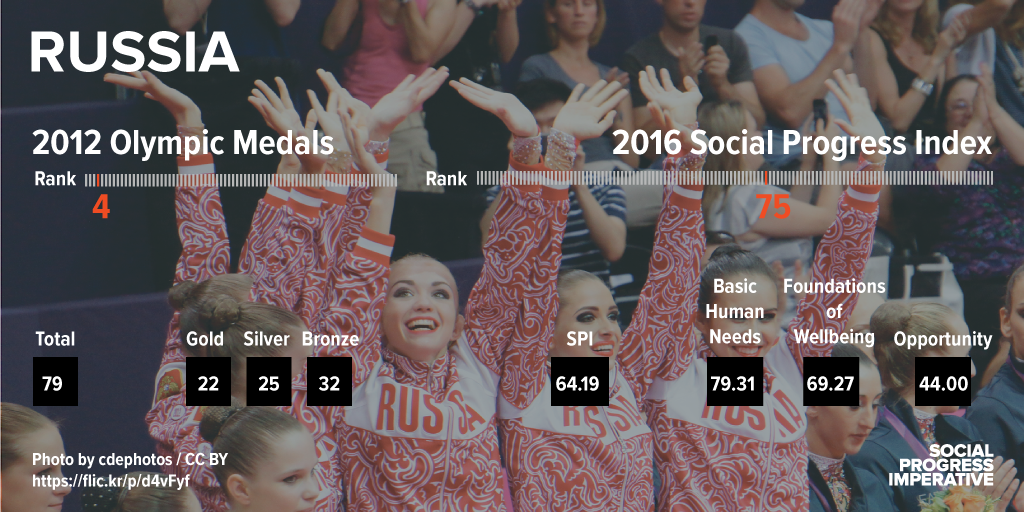 RUSSIA
2012 Olympic Medals
Rank
4
Total
Gold
Silver
Bronze
79
22
25
32
2016 Social Progress Index
Rank
75
SPI
Basic
Human
Needs
Foundations
of
Wellbeing
Opportunity
64.19
79.31
69.27
44.00
RUSSIA
Photo by cdephotos / CC BY
https://flic.kr/p/d4vFyf
SOCIAL
PROGRESS
IMPERATIVE